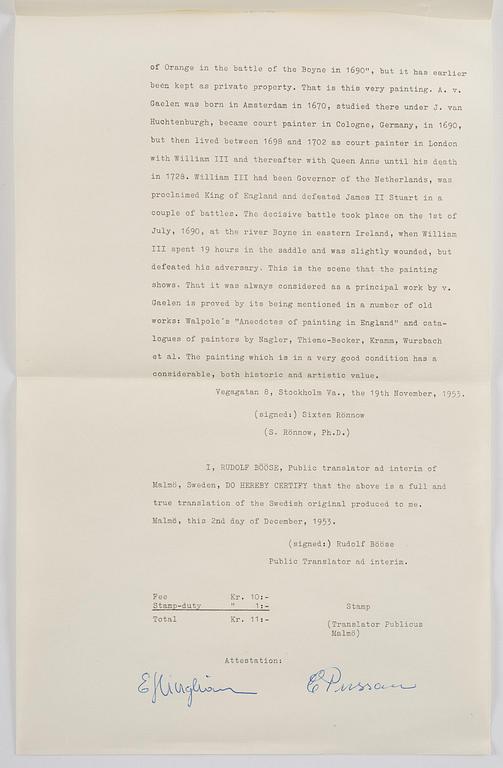 of Orange in the battle of the Boyne in 1690", but it has earlier
been kept as private property. That is this very painting. A. v.
Gaelen was born in Amsterdam in 1670, studied there under J. van
Huchtenburgh, became court painter in Cologne, Germany, in 1690,
but then lived between 1698 and 1702 as court painter in London
with William III and thereafter with Queen Anne until his death
in 1728. William III had been Governor of the Netherlands, was
proclaimed King of England and defeated James II Stuart in a
couple of battles. The decisive battle took place on the 1st of
July, 1690, at the river Boyne in eastern Ireland, when William
III spent 19 hours in the saddle and was slightly wounded, but
defeated his adversary. This is the scene that the painting
shows. That it was always considered as a principal work by v.
Gaelen is proved by its being mentioned in a number of old
works: Walpole's "Anecdotes of painting in England" and cata-
logues of painters by Nagler, Thieme-Becker, Kramm, Wurzbach
et al. The painting which is in a very good condition has a
considerable, both historic and artistic value.
Vegagatan 8, Stockholm Va., the 19th November, 1953.
(signed:) Sixten Rönnow
(S. Rönnow, Ph.D.)
I, RUDOLF BÖÖSE, Public translator ad interim of
Malmö, Sweden, DO HEREBY CERTIFY that the above is a full and
true translation of the Swedish original produced to me.
Malmö, this 2nd day of December, 1953.
(signed:) Rudolf Bööse
Public Translator ad interim.
Fee Kr. 10:-
Stamp-duty " 1:- Stamp
Total Kr. 11:- (Translator Publicus
Malmö)
Attestation: